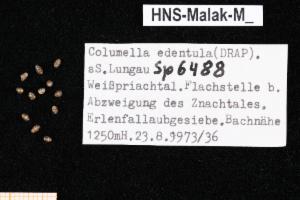 HNS-Malak-M_
Columella edentula(DRAP).
sS.Lungau Sp6488
Weißpriachtal.Flachstelle b.
Abzweigung des Znachtales.
Erlenfallaubgesiebe.Bachnähe
1250mH.23.8.9973/36